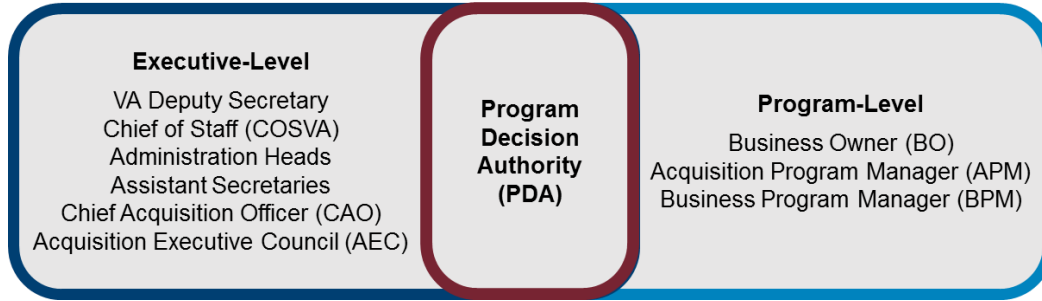 Executive-Level
VA Deputy Secretary
Chief of Staff (COSVA)
Administration Heads
Assistant Secretaries
Chief Acquisition Officer (CAO)
Acquisition Executive Council (AEC)
Program
Decision
Authority
(PDA)
Program-Level
Business Owner (BO)
Acquisition Program Manager (APM)
Business Program Manager (BPM)